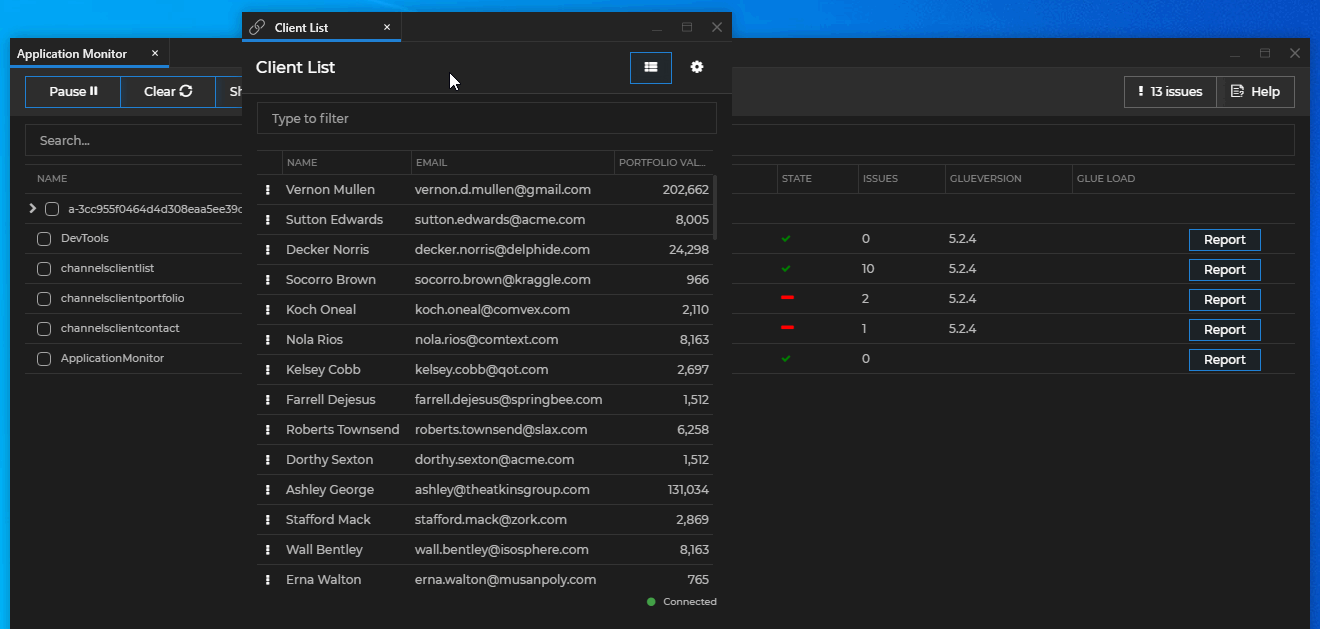 Client List
Application Monitor
Client List
Pause
Clear
Sh
13 issues
Help
Type to filter
Search...
NAME EMAIL PORTFOLIO VAL...
NAME STATE ISSUES GLUEVERSION GLUE LOAD
Vernon Mullen vernon.d.mullen@gmail.com 202,662
a-3cc955f0464d4d308eaa5ee39c
Sutton Edwards sutton.edwards@acme.com 8,005
DevTools 0 5.2.4 Report
Decker Norris decker.norris@delphide.com 24,298
channelsclientlist 10 5.2.4 Report
Socorro Brown socorro.brown@kraggle.com 966
channelsclientportfolio 2 5.2.4 Report
Koch Oneal koch.oneal@comvex.com 2,110
channelsclientcontact 1 5.2.4 Report
Nola Rios nola.rios@comtext.com 8,163
ApplicationMonitor 0 Report
Kelsey Cobb kelsey.cobb@qot.com 2,697
Farrell Dejesus farrell.dejesus@springbee.com 1,512
Roberts Townsend roberts.townsend@slax.com 6,258
Dorthy Sexton dorthy.sexton@acme.com 1,512
Ashley George ashley@theatkinsgroup.com 131,034
Stafford Mack stafford.mack@zork.com 2,869
Wall Bentley wall.bentley@isosphere.com 8,163
Erna Walton erna.walton@musanpoly.com 765
Connected